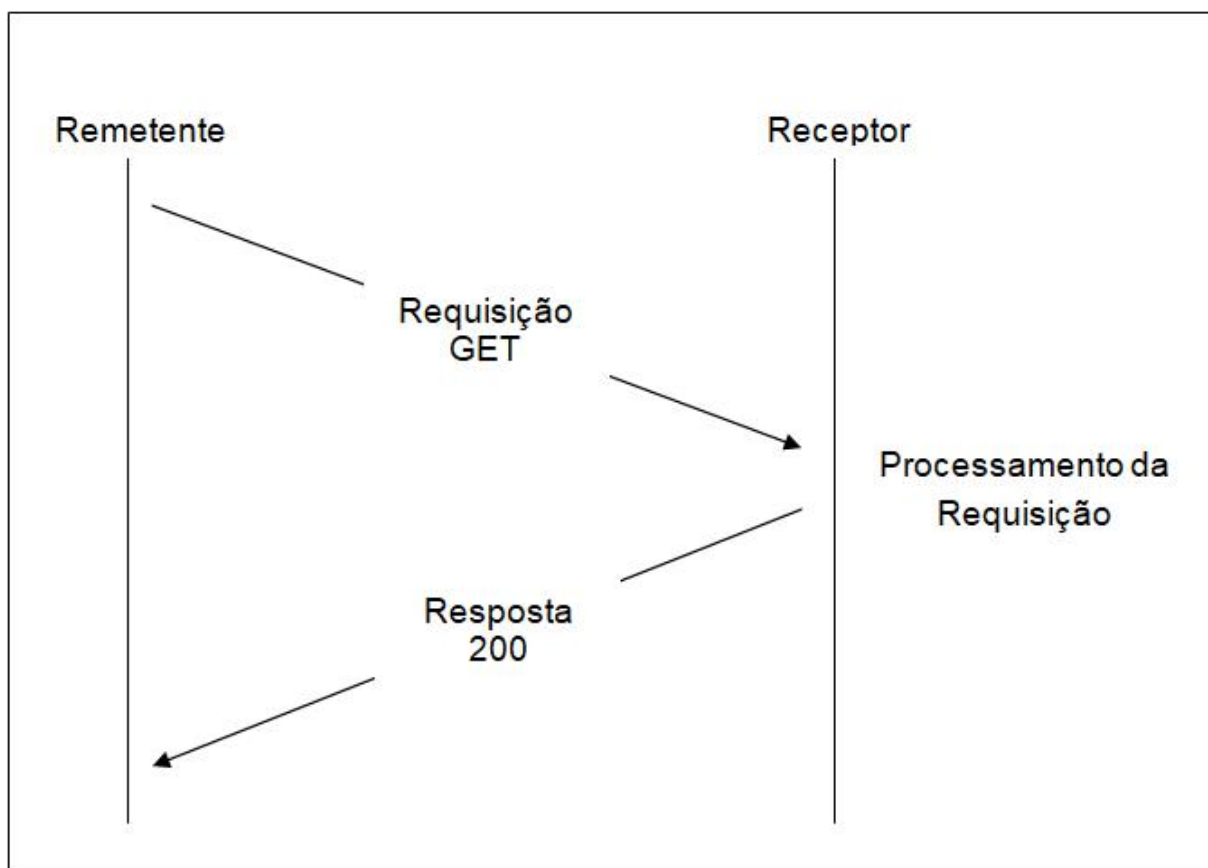 Remetente
Receptor
Requisição
GET
Processamento da
Requisição
Resposta
200